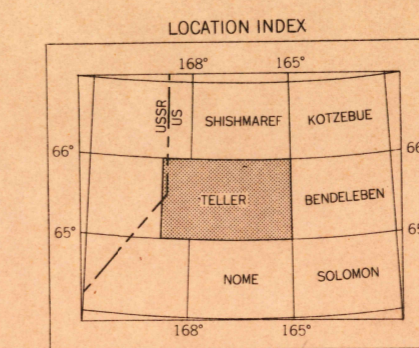 LOCATION INDEX
168° 165°
USSR
US
SHISHMAREF KOTZEBUE
66° 66
TELLER BENDELEBEN
65° 65
NOME SOLOMON
168° 165°